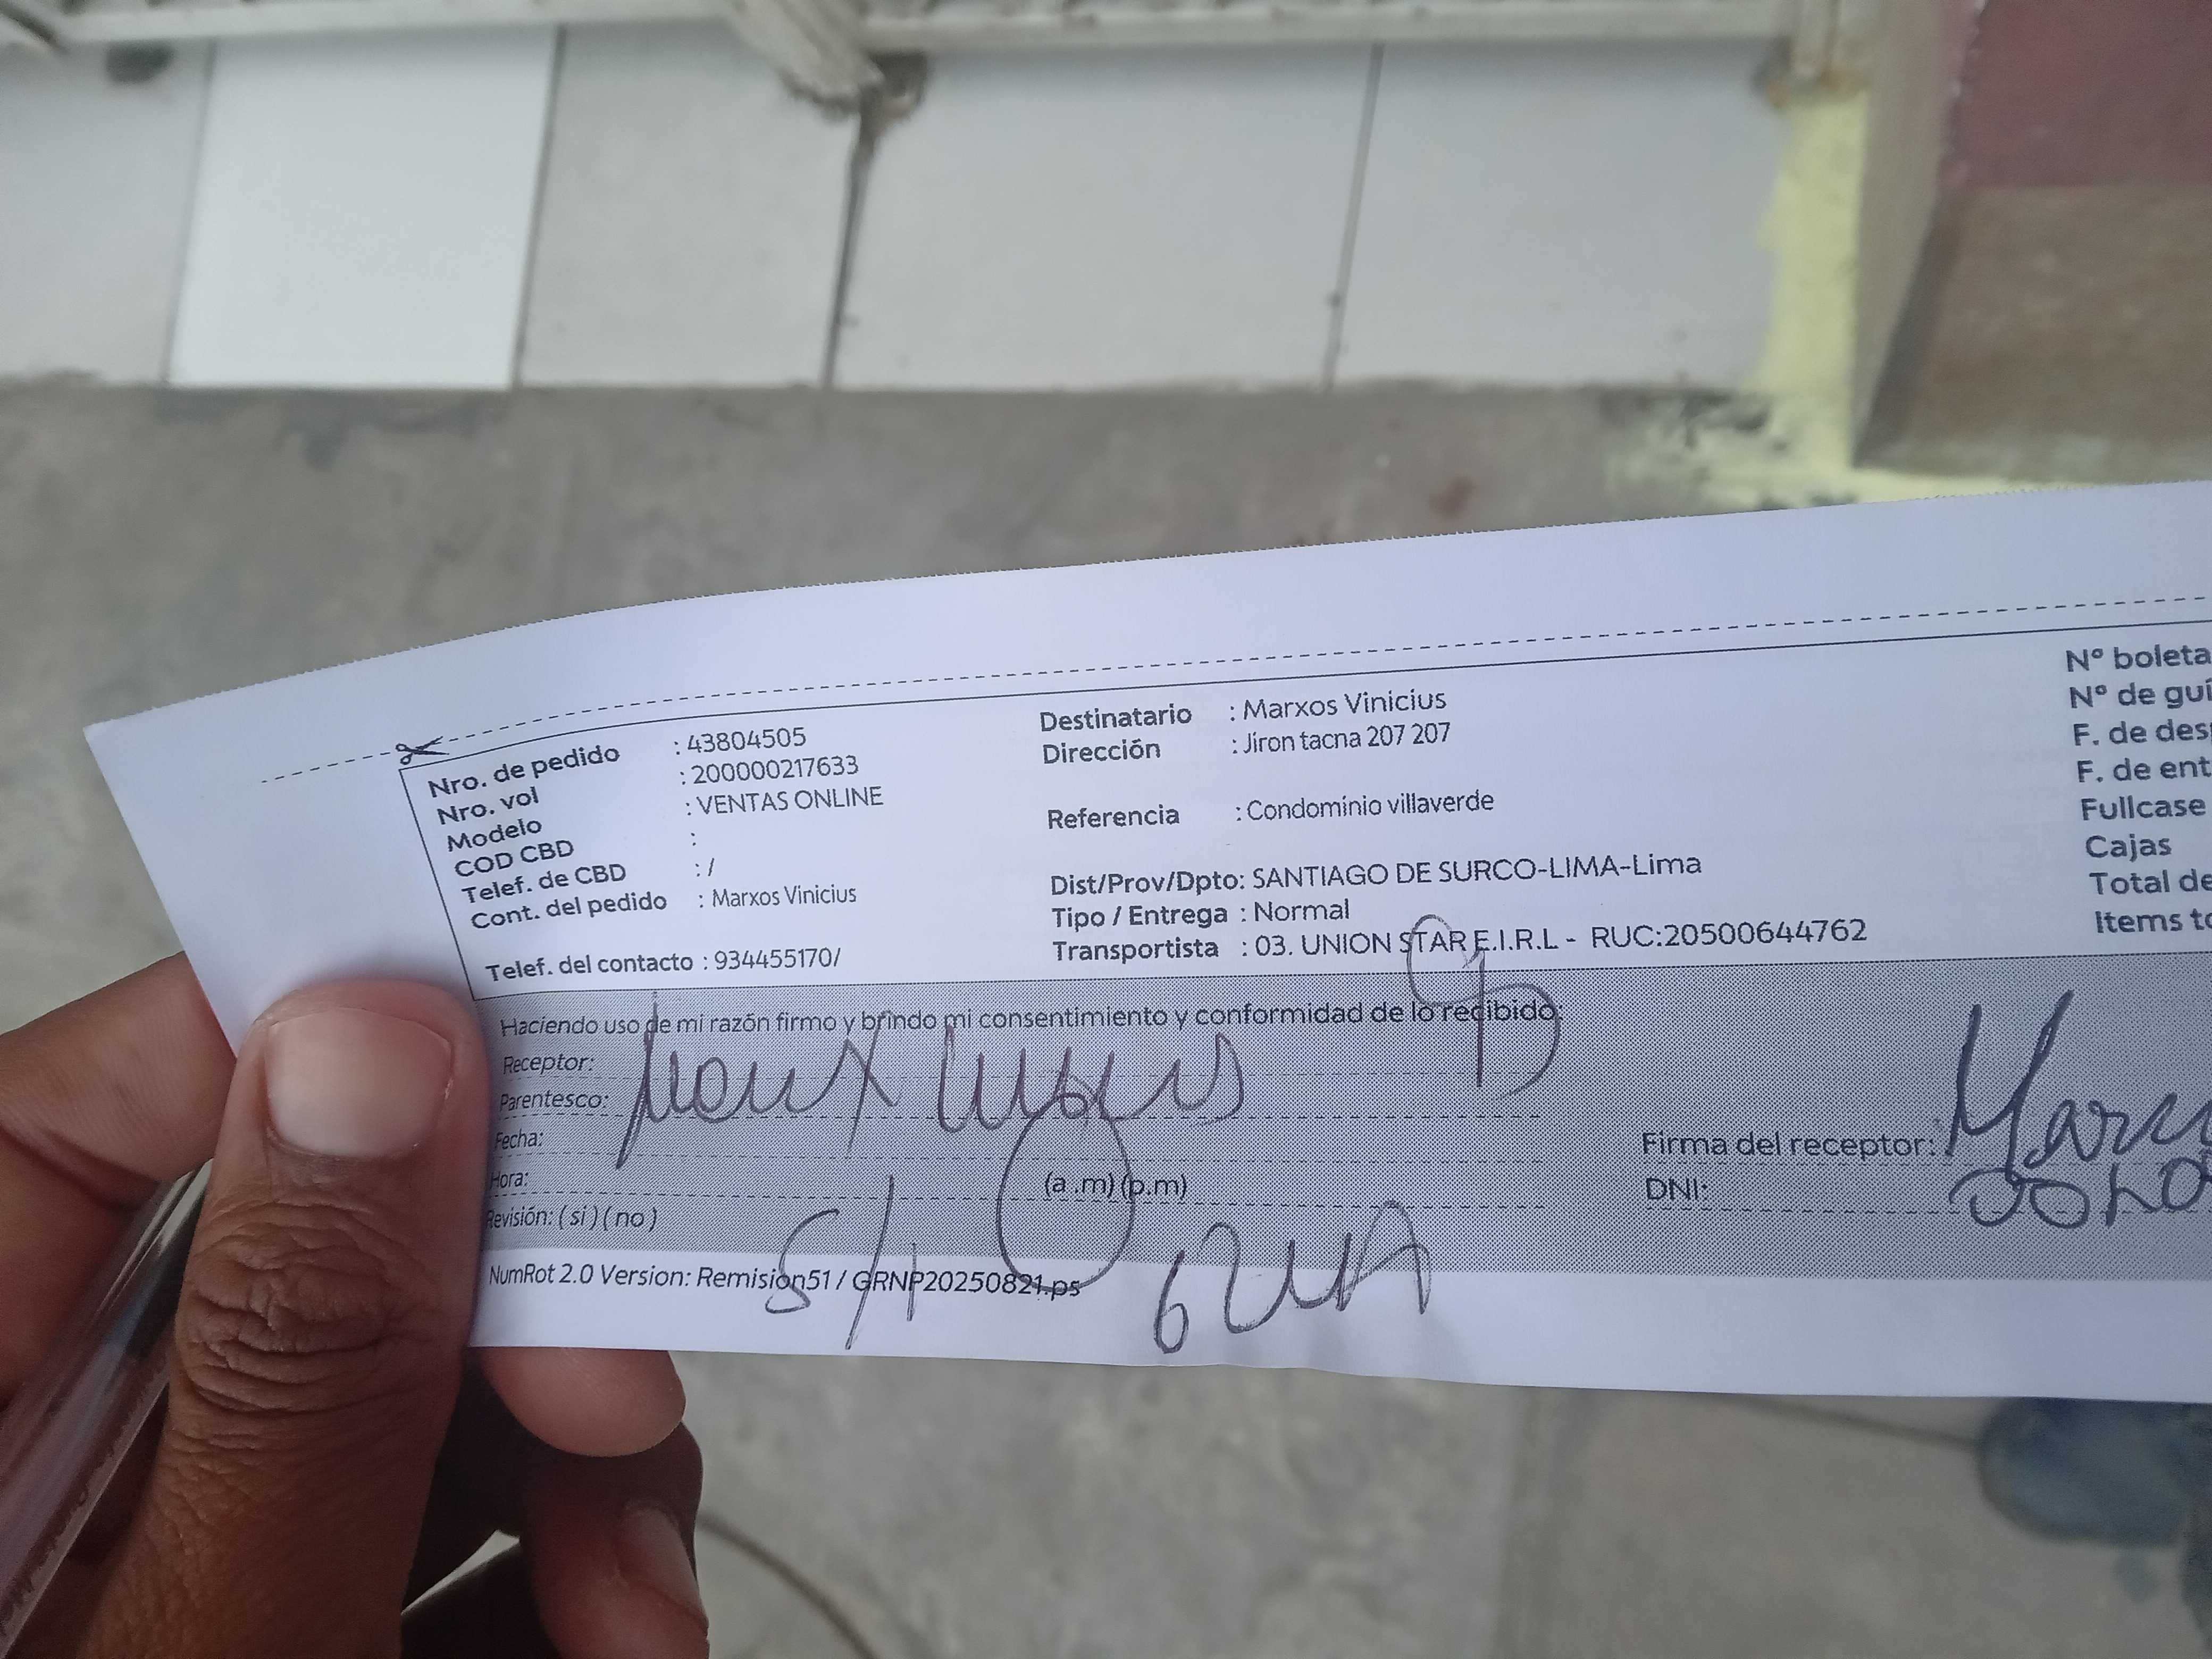 Nro. de pedido : 43804505
Nro. vol : 200000217633
Modelo : VENTAS ONLINE
COD CBD :
Telef. de CBD : /
Cont. del pedido : Marxos Vinicius
Telef. del contacto : 934455170/
Destinatario : Marxos Vinicius
Dirección : Jiron tacna 207 207
Referencia : Condominio villaverde
Dist/Prov/Dpto: SANTIAGO DE SURCO-LIMA-Lima
Tipo / Entrega : Normal
Transportista : 03. UNION STAR E.I.R.L - RUC:20500644762
Nº boleta
Nº de guí
F. de des
F. de ent
Fullcase
Cajas
Total de
Items to
Haciendo uso de mi razón firmo y brindo mi consentimiento y conformidad de lo recibido:
Receptor:
Parentesco:
Fecha:
Hora: (a .m) (p.m)
Revisión: ( si ) ( no )
Firma del receptor:
DNI:
NumRot 2.0 Version: Remision51 / GRNP20250821.ps